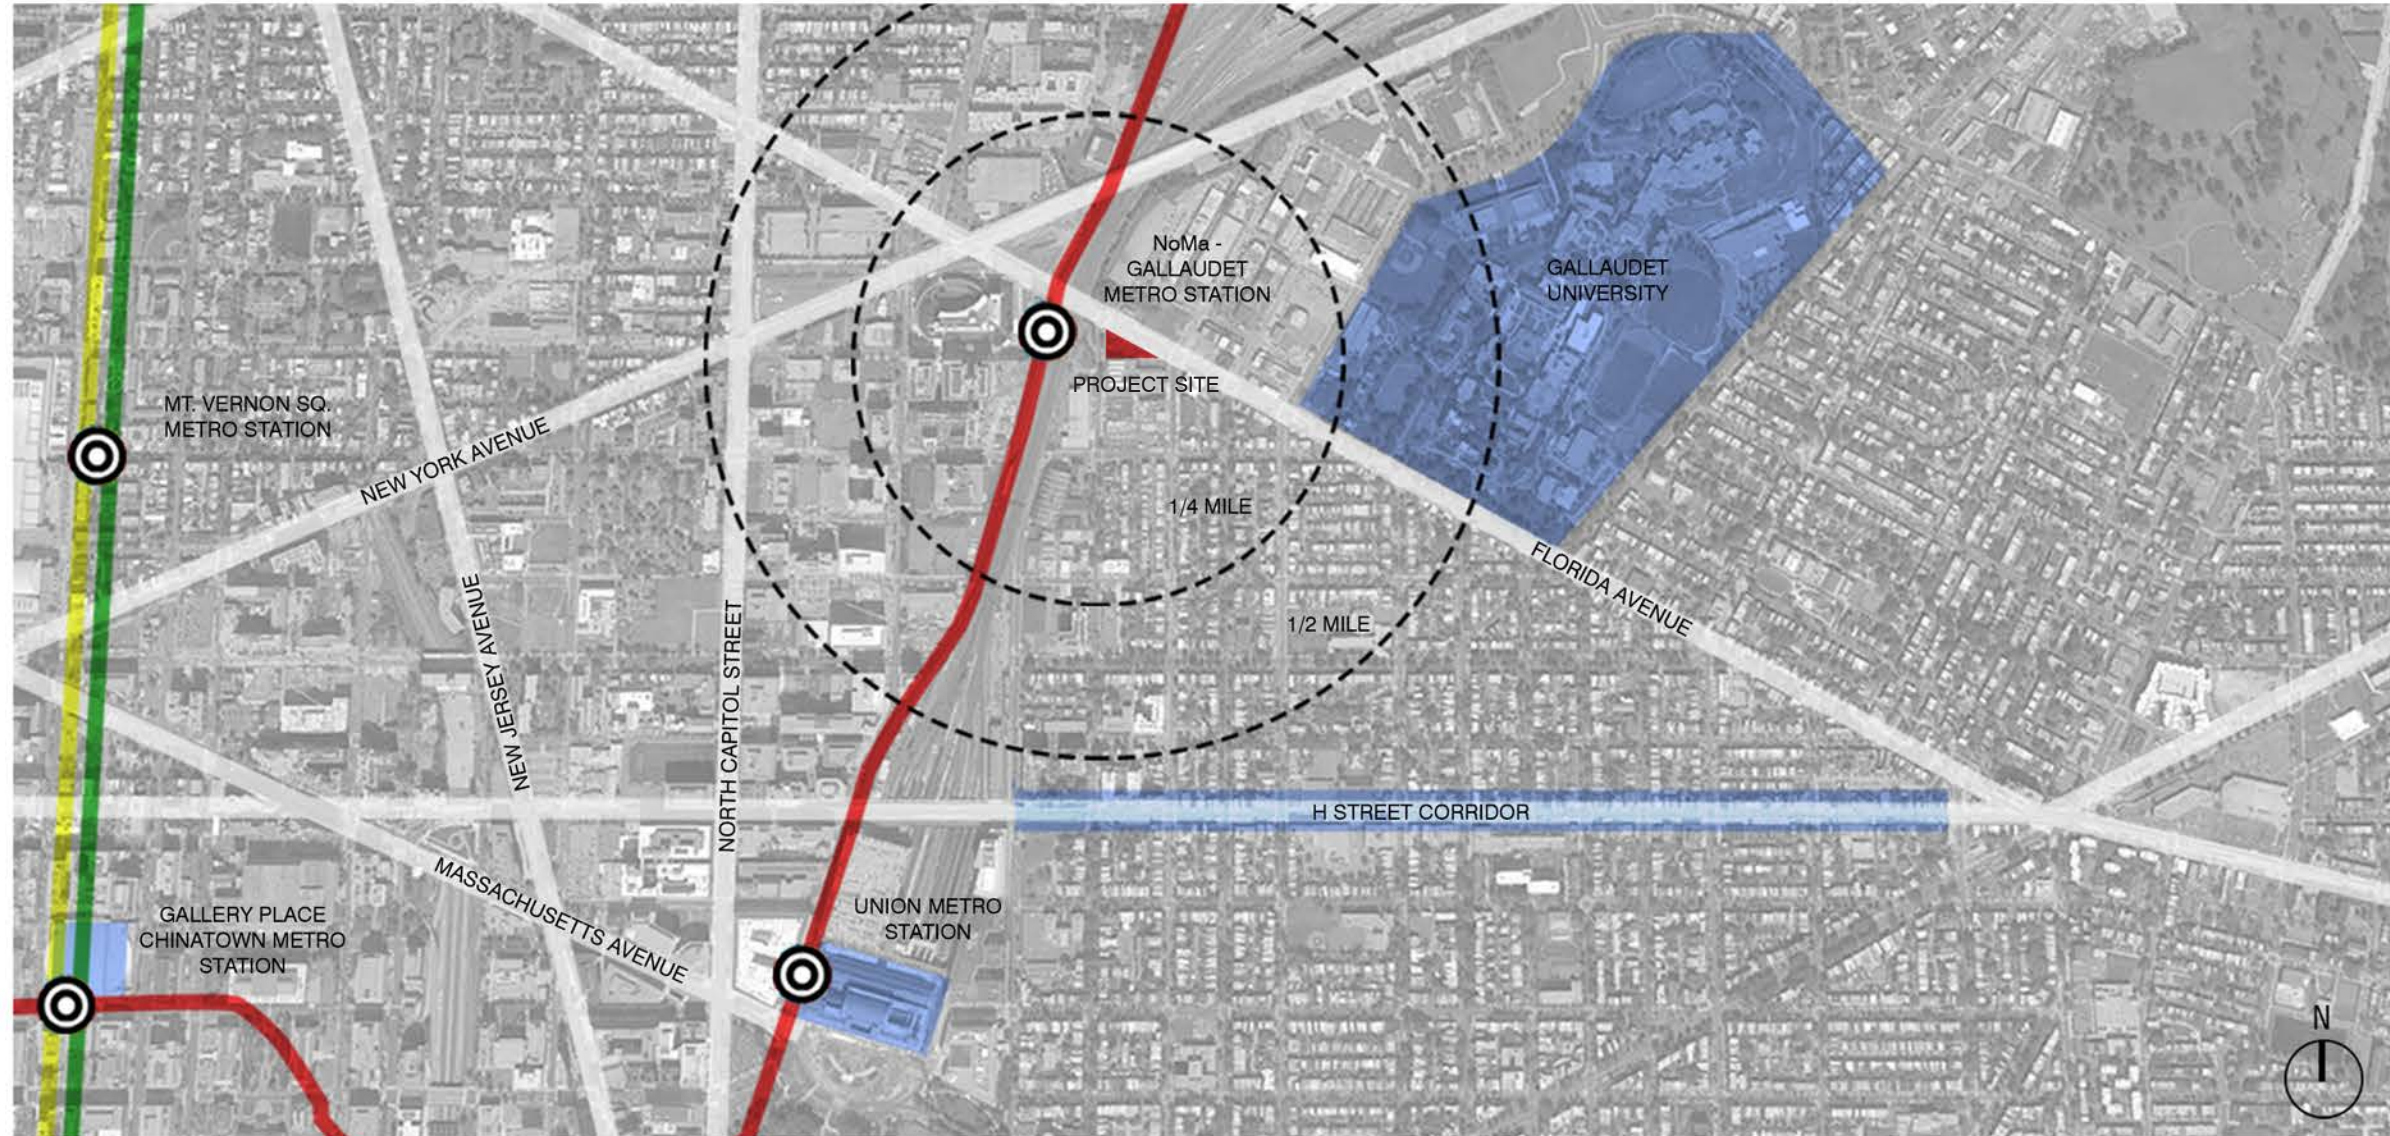 NoMa -
GALLAUDET
METRO STATION
GALLAUDET
UNIVERSITY
PROJECT SITE
MT. VERNON SQ.
METRO STATION
NEW YORK AVENUE
1/4 MILE
1/2 MILE
FLORIDA AVENUE
NEW JERSEY AVENUE
NORTH CAPITOL STREET
H STREET CORRIDOR
MASSACHUSETTS AVENUE
GALLERY PLACE
CHINATOWN METRO
STATION
UNION METRO
STATION
N